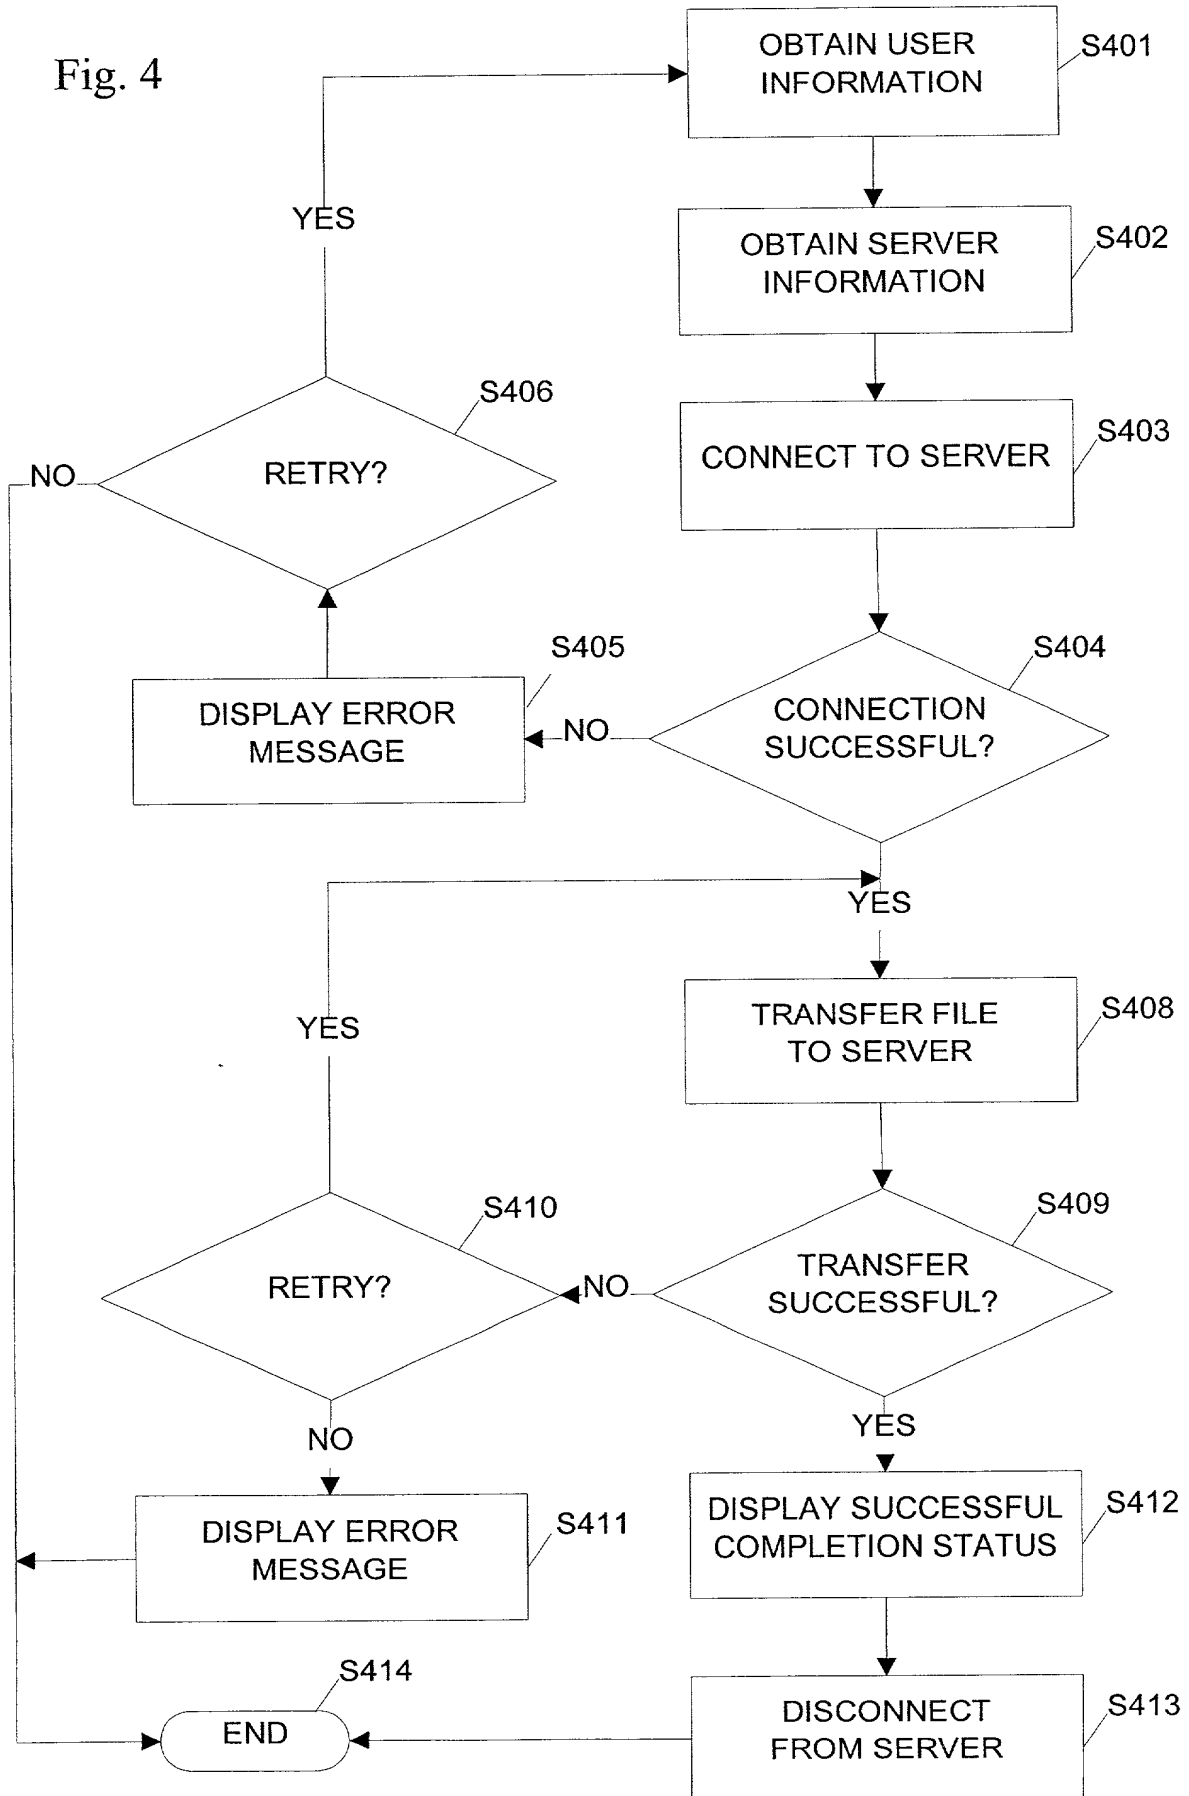 Fig. 4
OBTAIN USER
INFORMATION
S401
YES
OBTAIN SERVER
INFORMATION
S402
S406
RETRY?
NO
CONNECT TO SERVER
S403
S405
DISPLAY ERROR
MESSAGE
NO
S404
CONNECTION
SUCCESSFUL?
YES
YES
TRANSFER FILE
TO SERVER
S408
S410
RETRY?
NO
S409
TRANSFER
SUCCESSFUL?
NO
YES
DISPLAY ERROR
MESSAGE
S411
DISPLAY SUCCESSFUL
COMPLETION STATUS
S412
S414
END
DISCONNECT
FROM SERVER
S413